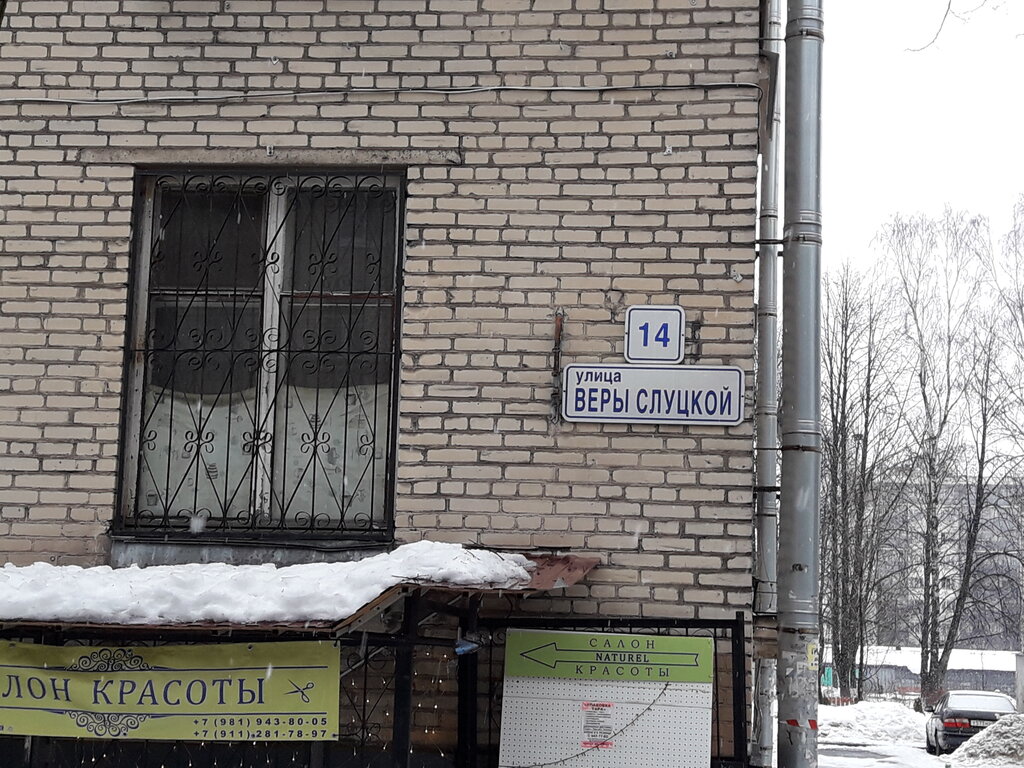 14
улица
ВЕРЫ СЛУЦКОЙ
ЛОН КРАСОТЫ
+7 (981) 943-80-05
+7 (911) 281-78-97
САЛОН
NATUREL
КРАСОТЫ